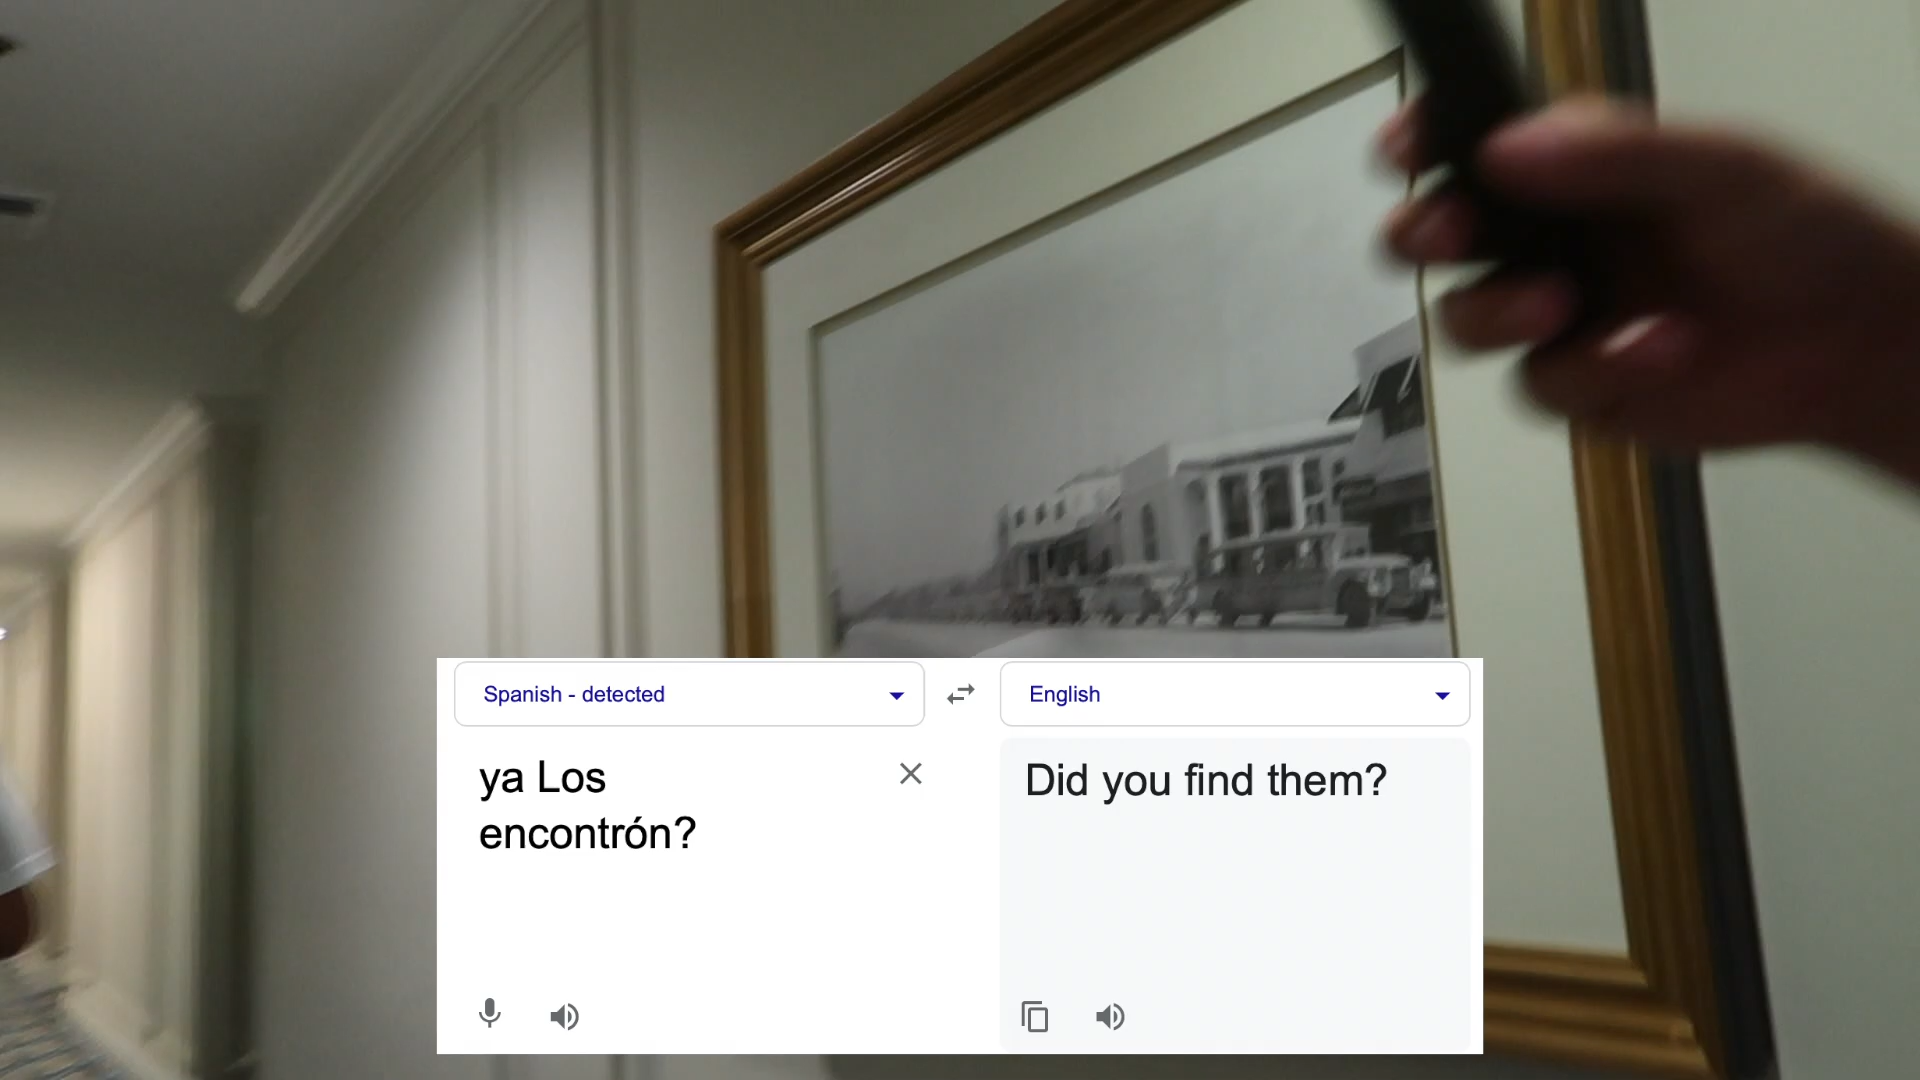 Spanish - detected
English
ya Los
encontrón?
Did you find them?